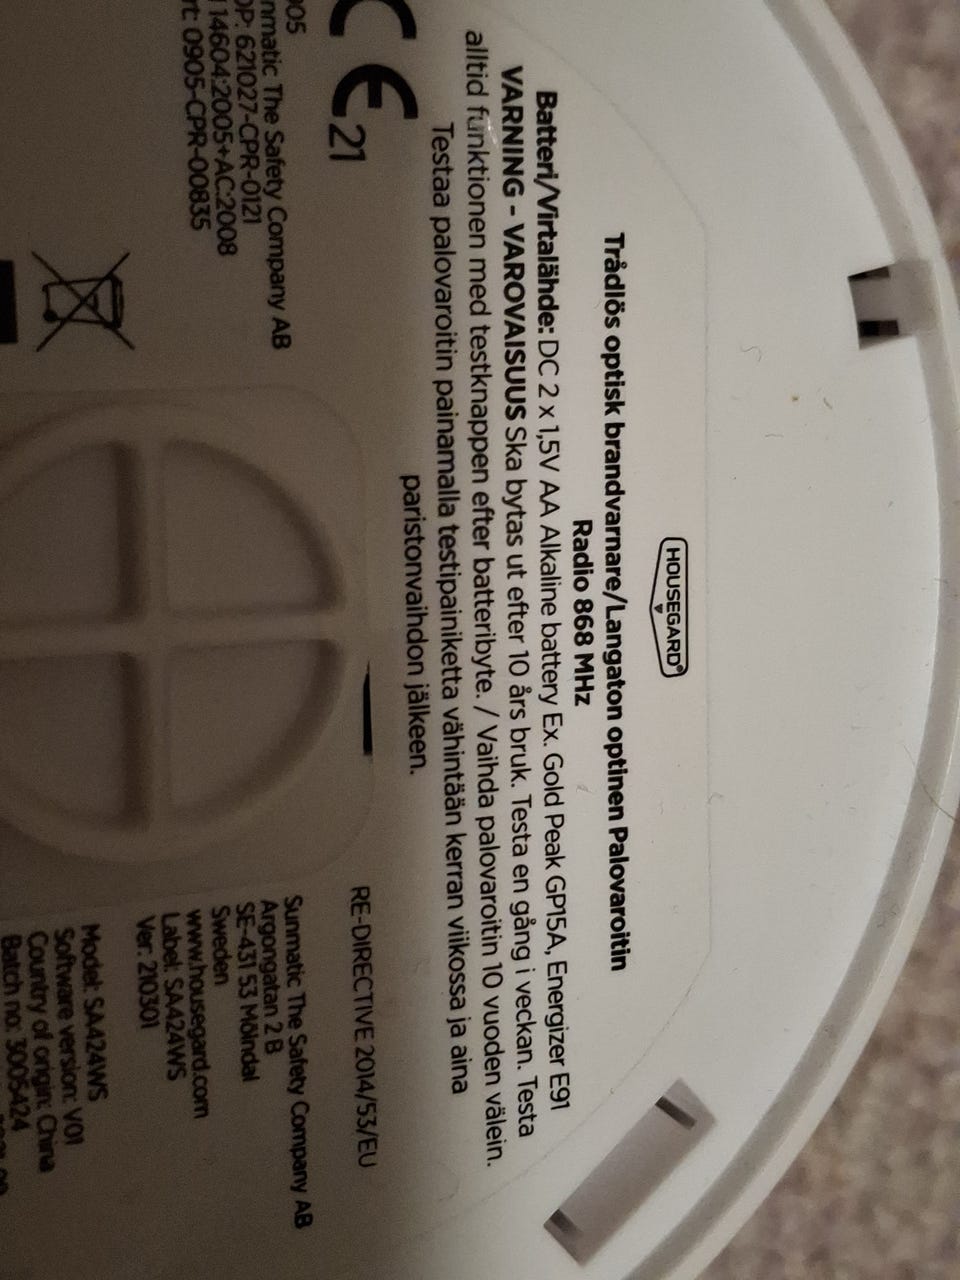 HOUSEGARD®
Trådlös optisk brandvarnare/Langaton optinen Palovaroitin
Radio 868 MHz
Batteri/Virtalähde: DC 2 x 1,5V AA Alkaline battery Ex. Gold Peak GP15A, Energizer E91
VARNING - VAROVAISUUS Ska bytas ut efter 10 års bruk. Testa en gång i veckan. Testa
alltid funktionen med testknappen efter batteribyte. / Vaihda palovaroitin 10 vuoden välein.
Testaa palovaroitin painamalla testipainiketta vähintään kerran viikossa ja aina
paristonvaihdon jälkeen.
CE 21
005
nmatic The Safety Company AB
OP: 621027-CPR-0121
14604:2005+AC:2008
rt: 0905-CPR-00835
RE-DIRECTIVE 2014/53/EU
Sunmatic The Safety Company AB
Argongatan 2 B
SE-431 53 Mölndal
Sweden
www.housegard.com
Label: SA424WS
Ver: 210301
Model: SA424WS
Software version: V01
Country of origin: China
Batch no: 3005424